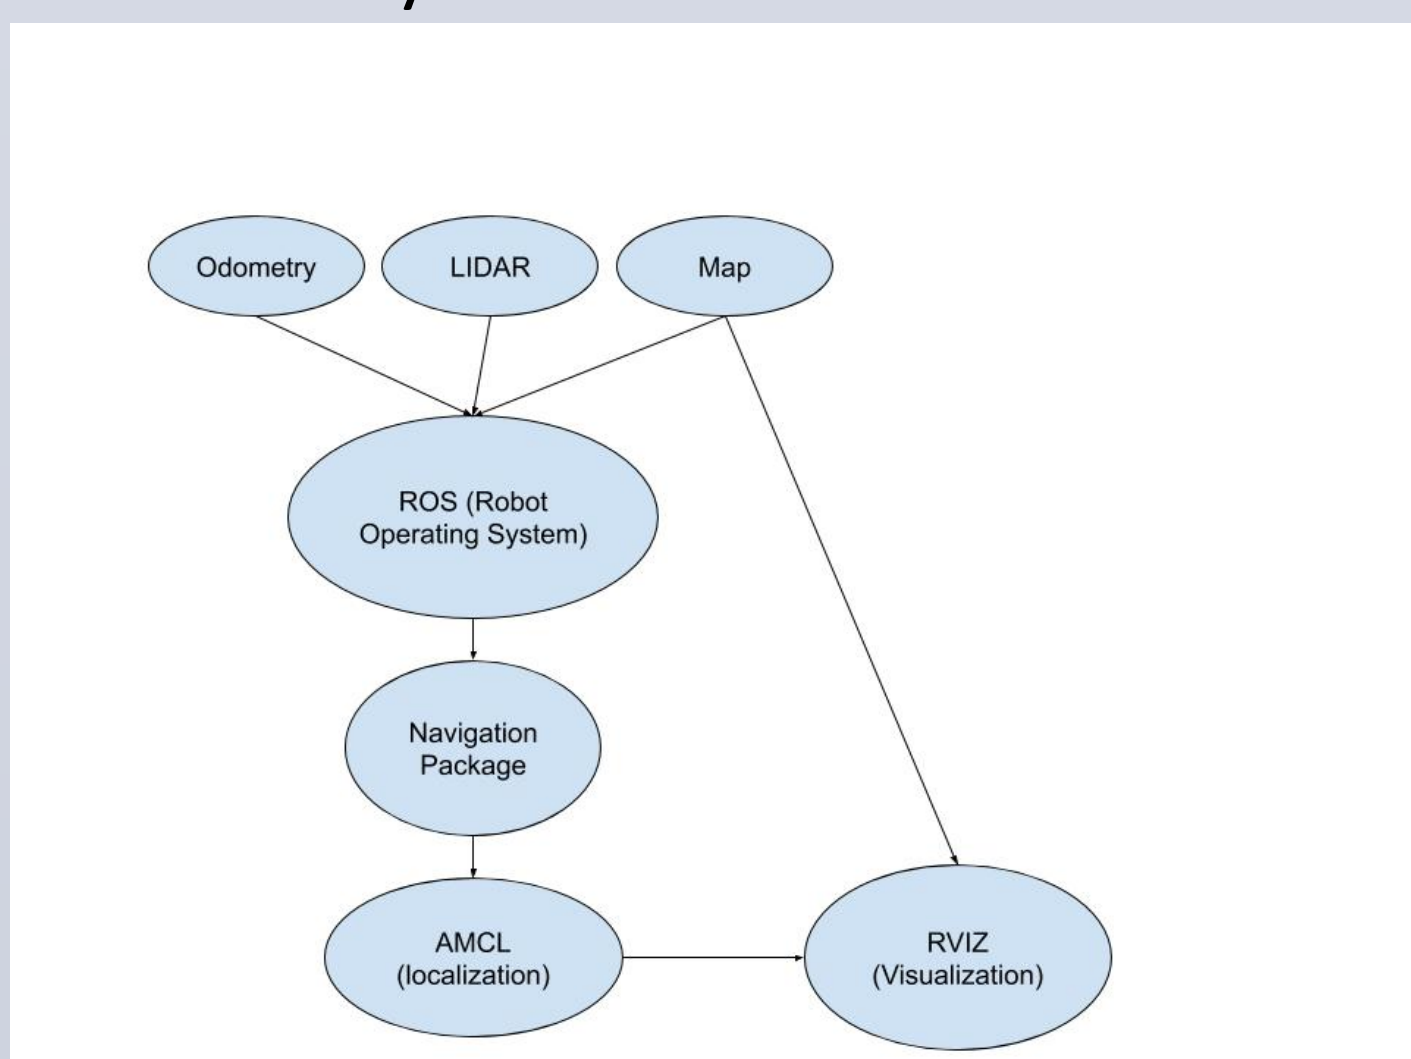 Odometry
LIDAR
Map
ROS (Robot
Operating System)
Navigation
Package
AMCL
(localization)
RVIZ
(Visualization)